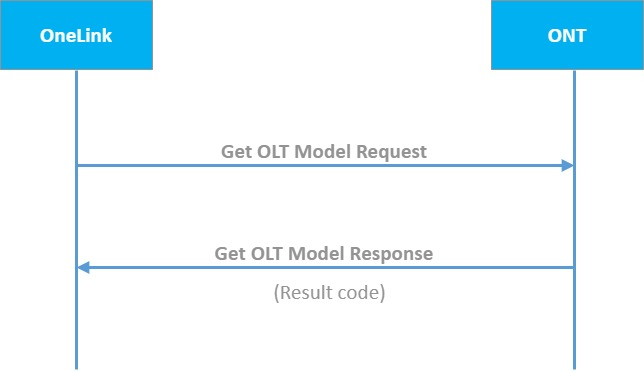 OneLink
ONT
Get OLT Model Request
Get OLT Model Response
(Result code)